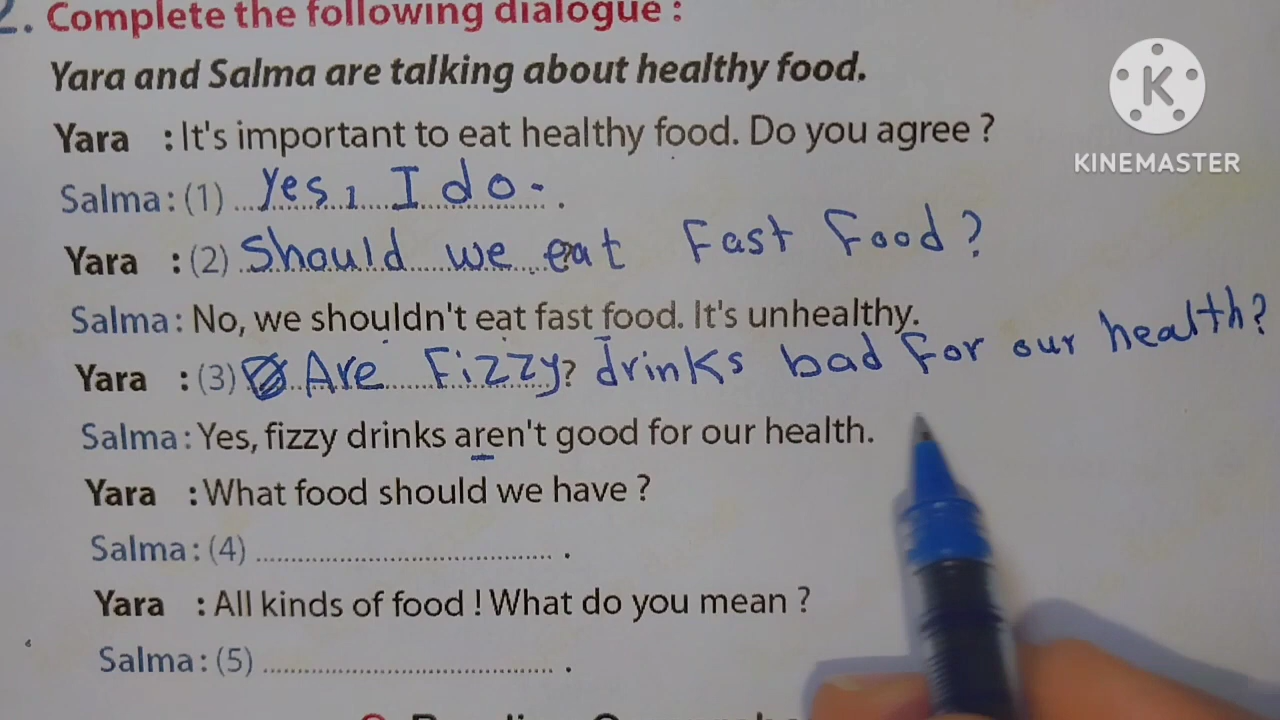 2. Complete the following dialogue :
Yara and Salma are talking about healthy food.
Yara : It's important to eat healthy food. Do you agree ?
Salma : (1) Yes, I do. .
Yara : (2) Should we eat Fast Food ?
Salma : No, we shouldn't eat fast food. It's unhealthy.
Yara : (3) Are Fizzy ? drinks bad for our health?
Salma : Yes, fizzy drinks aren't good for our health.
Yara : What food should we have ?
Salma : (4) .......................................... .
Yara : All kinds of food ! What do you mean ?
Salma : (5) .......................................... .
K
KINEMASTER